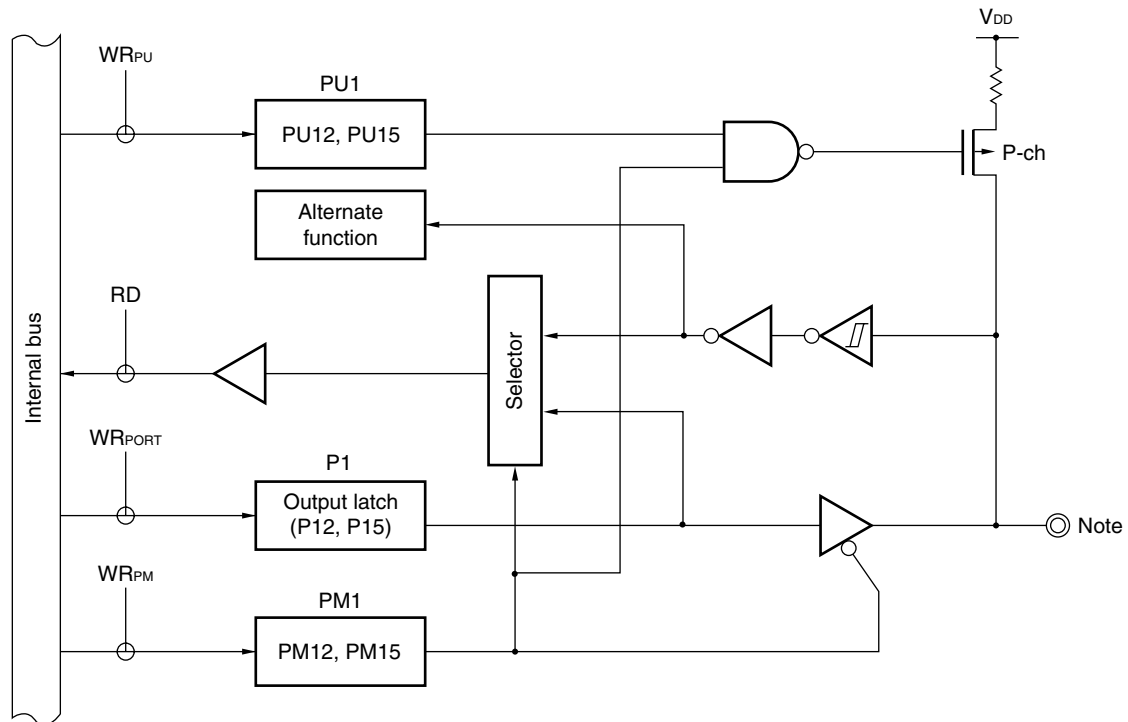 VDD
WRPU
PU1
PU12, PU15
P-ch
Alternate
function
RD
Internal bus
Selector
WRPORT
P1
Output latch
(P12, P15)
Note
WRPM
PM1
PM12, PM15